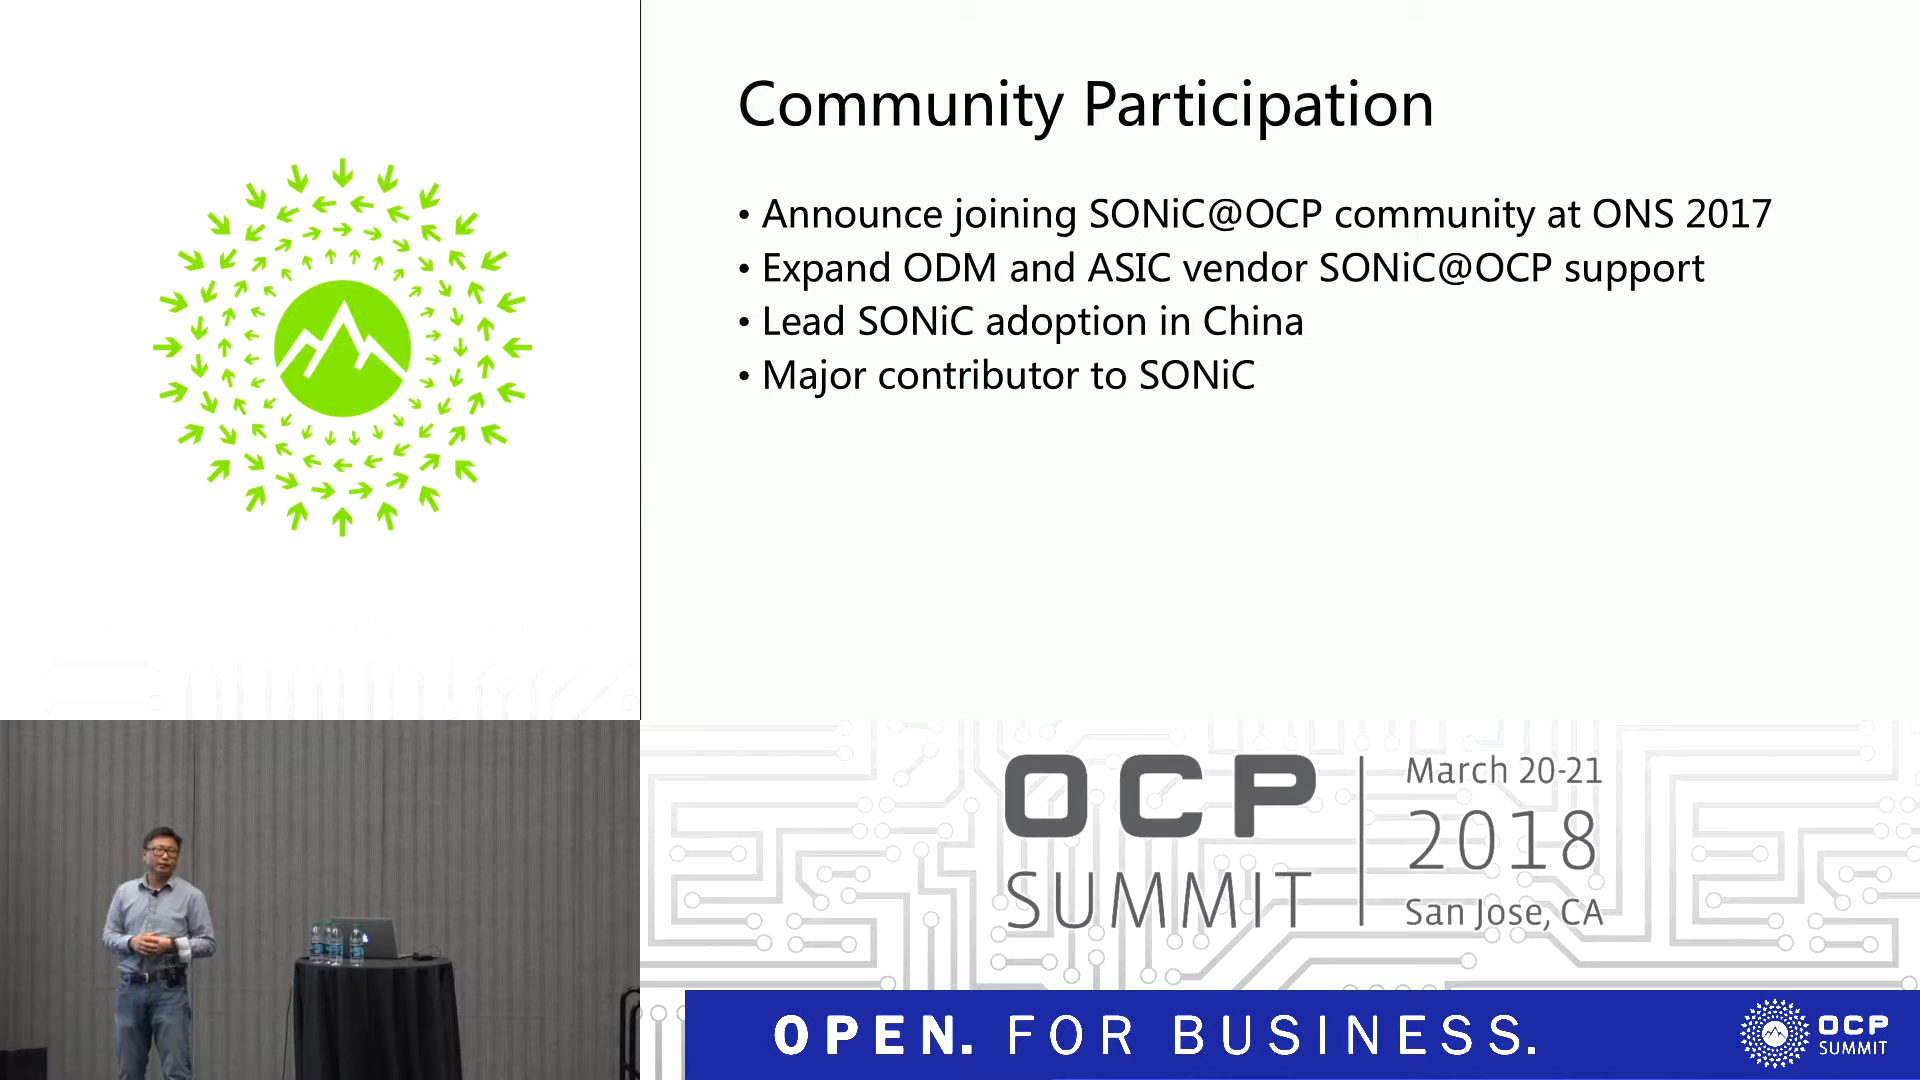 Community Participation
• Announce joining SONiC@OCP community at ONS 2017
• Expand ODM and ASIC vendor SONiC@OCP support
• Lead SONiC adoption in China
• Major contributor to SONiC
OCP
SUMMIT
March 20-21
2018
San Jose, CA
OPEN. FOR BUSINESS.
OCP
SUMMIT